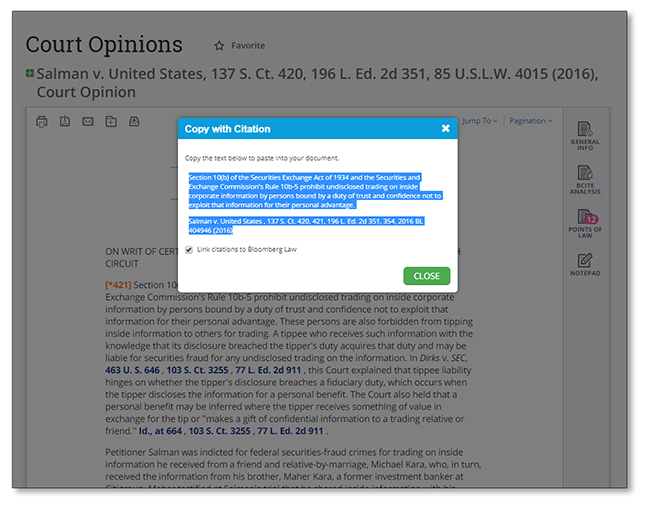 Court Opinions
Favorite
Salman v. United States, 137 S. Ct. 420, 196 L. Ed. 2d 351, 85 U.S.L.W. 4015 (2016),
Court Opinion
Jump To
Pagination
GENERAL
INFO
BCITE
ANALYSIS
12
POINTS OF
LAW
NOTEPAD
Copy with Citation
Copy the text below to paste into your document.
Section 10(b) of the Securities Exchange Act of 1934 and the Securities and
Exchange Commission's Rule 10b-5 prohibit undisclosed trading on inside
corporate information by persons bound by a duty of trust and confidence not to
exploit that information for their personal advantage.
Salman v. United States , 137 S. Ct. 420, 421, 196 L. Ed. 2d 351, 354, 2016 BL
404946 (2016)
Link citations to Bloomberg Law
CLOSE
ON WRIT OF CERT
CIRCUIT
[*421] Section 10
Exchange Commission's Rule 10b-5 prohibit undisclosed trading on inside corporate
information by persons bound by a duty of trust and confidence not to exploit that
information for their personal advantage. These persons are also forbidden from tipping
inside information to others for trading. A tippee who receives such information with the
knowledge that its disclosure breached the tipper's duty acquires that duty and may be
liable for securities fraud for any undisclosed trading on the information. In Dirks v. SEC,
463 U. S. 646 , 103 S. Ct. 3255 , 77 L. Ed. 2d 911 , this Court explained that tippee liability
hinges on whether the tipper's disclosure breaches a fiduciary duty, which occurs when
the tipper discloses the information for a personal benefit. The Court also held that a
personal benefit may be inferred where the tipper receives something of value in
exchange for the tip or "makes a gift of confidential information to a trading relative or
friend." Id., at 664 , 103 S. Ct. 3255 , 77 L. Ed. 2d 911 .
Petitioner Salman was indicted for federal securities-fraud crimes for trading on inside
information he received from a friend and relative-by-marriage, Michael Kara, who, in turn,
received the information from his brother, Maher Kara, a former investment banker at